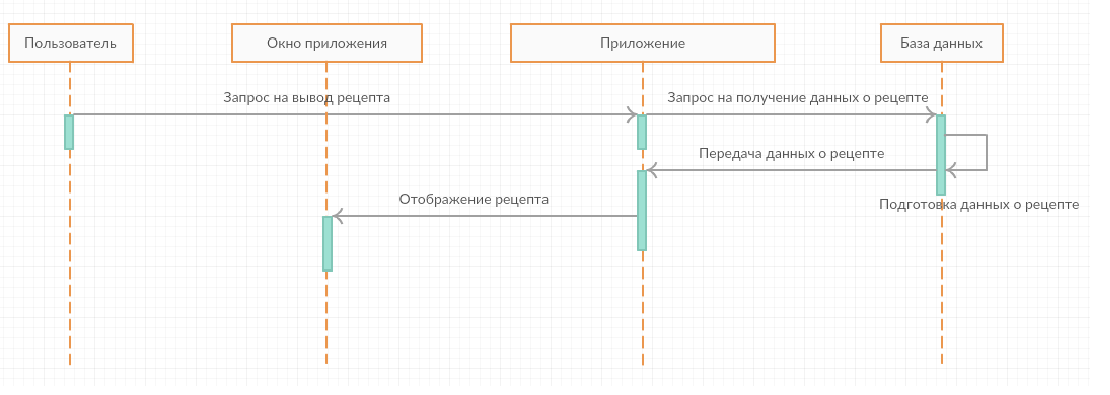 Пользователь
Окно приложения
Приложение
База данных
Запрос на вывод рецепта
Запрос на получение данных о рецепте
Передача данных о рецепте
Отображение рецепта
Подготовка данных о рецепте